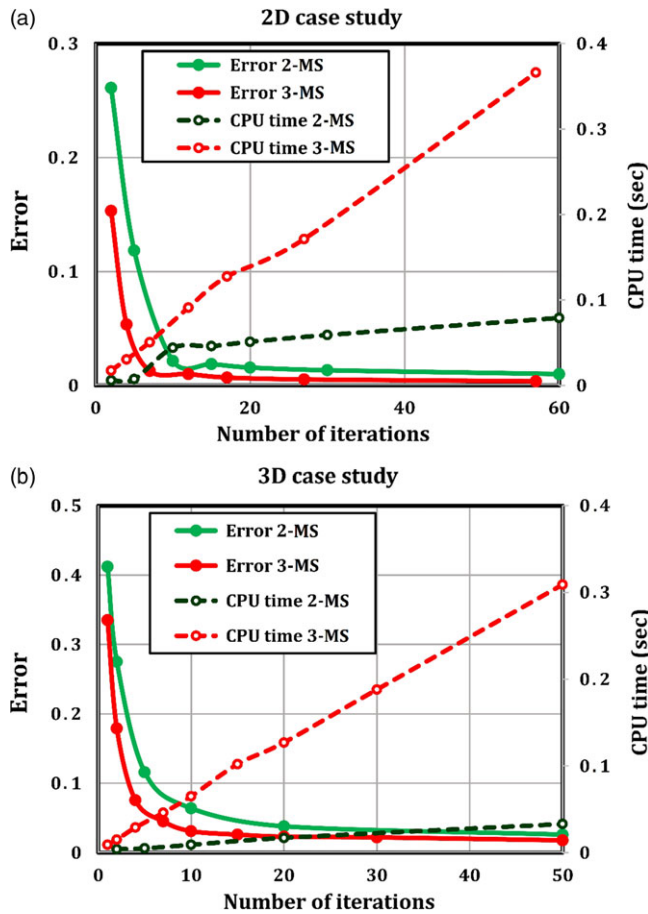 (a)
2D case study
0.3
0.2
0.1
0
Error
Error 2-MS
Error 3-MS
CPU time 2-MS
CPU time 3-MS
0.4
0.3
0.2
0.1
0
CPU time (sec)
0 20 40 60
Number of iterations
(b)
3D case study
0.5
0.4
0.3
0.2
0.1
0
Error
Error 2-MS
Error 3-MS
CPU time 2-MS
CPU time 3-MS
0.4
0.3
0.2
0.1
0
CPU time (sec)
0 10 20 30 40 50
Number of iterations